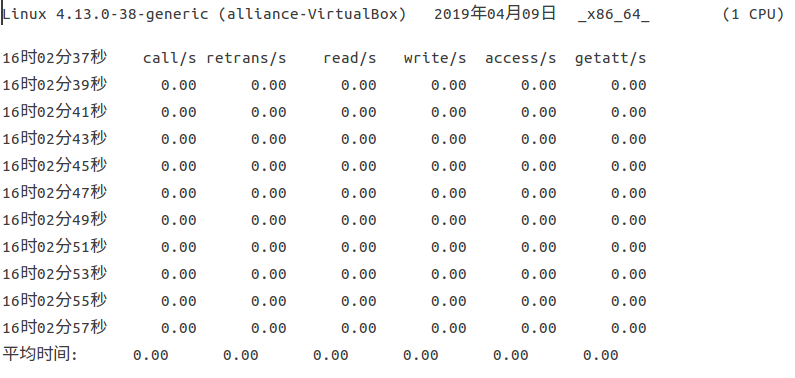 Linux 4.13.0-38-generic (alliance-VirtualBox) 2019年04月09日 _x86_64_ (1 CPU)
16时02分37秒 call/s retrans/s read/s write/s access/s getatt/s
16时02分39秒 0.00 0.00 0.00 0.00 0.00 0.00
16时02分41秒 0.00 0.00 0.00 0.00 0.00 0.00
16时02分43秒 0.00 0.00 0.00 0.00 0.00 0.00
16时02分45秒 0.00 0.00 0.00 0.00 0.00 0.00
16时02分47秒 0.00 0.00 0.00 0.00 0.00 0.00
16时02分49秒 0.00 0.00 0.00 0.00 0.00 0.00
16时02分51秒 0.00 0.00 0.00 0.00 0.00 0.00
16时02分53秒 0.00 0.00 0.00 0.00 0.00 0.00
16时02分55秒 0.00 0.00 0.00 0.00 0.00 0.00
16时02分57秒 0.00 0.00 0.00 0.00 0.00 0.00
平均时间: 0.00 0.00 0.00 0.00 0.00 0.00